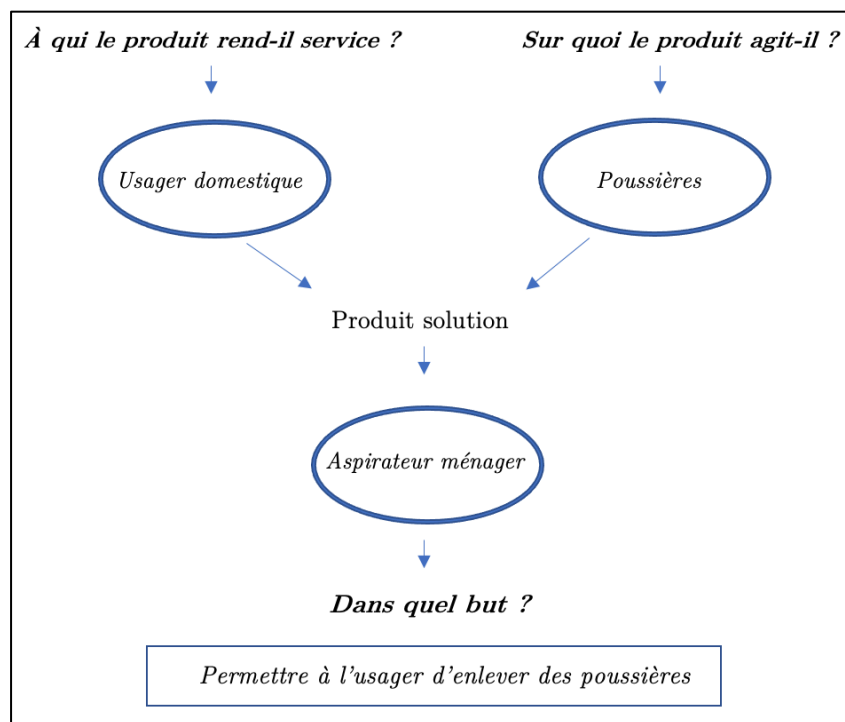 À qui le produit rend-il service ?
Sur quoi le produit agit-il ?
Usager domestique
Poussières
Produit solution
Aspirateur ménager
Dans quel but ?
Permettre à l'usager d'enlever des poussières